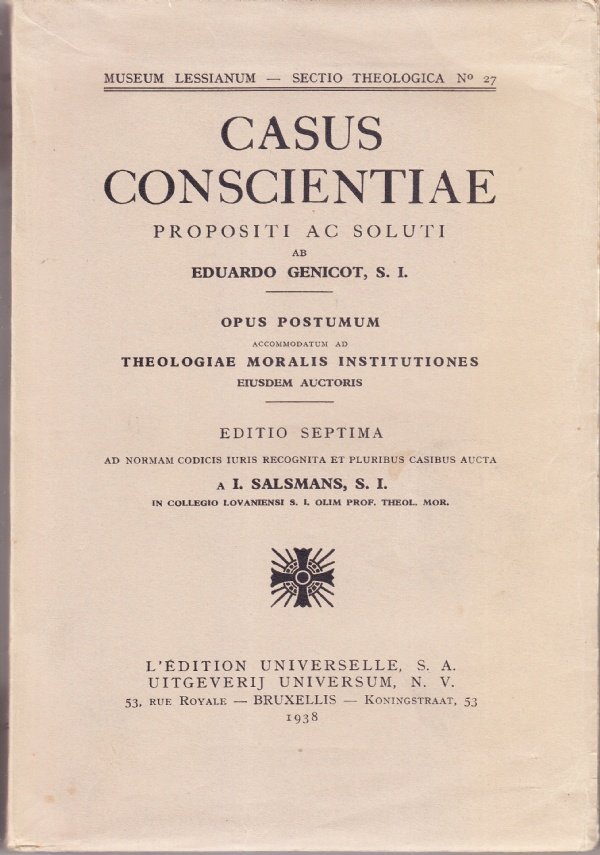 MUSEUM LESSIANUM — SECTIO THEOLOGICA Nº 27
CASUS
CONSCIENTIAE
PROPOSITI AC SOLUTI
AB
EDUARDO GENICOT, S. I.
OPUS POSTUMUM
ACCOMMODATUM AD
THEOLOGIAE MORALIS INSTITUTIONES
EIUSDEM AUCTORIS
EDITIO SEPTIMA
AD NORMAM CODICIS IURIS RECOGNITA ET PLURIBUS CASIBUS AUCTA
A I. SALSMANS, S. I.
IN COLLEGIO LOVANIENSI S. I. OLIM PROF. THEOL. MOR.
L'ÉDITION UNIVERSELLE, S. A.
UITGEVERIJ UNIVERSUM, N. V.
53, RUE ROYALE — BRUXELLIS — KONINGSTRAAT, 53
1938